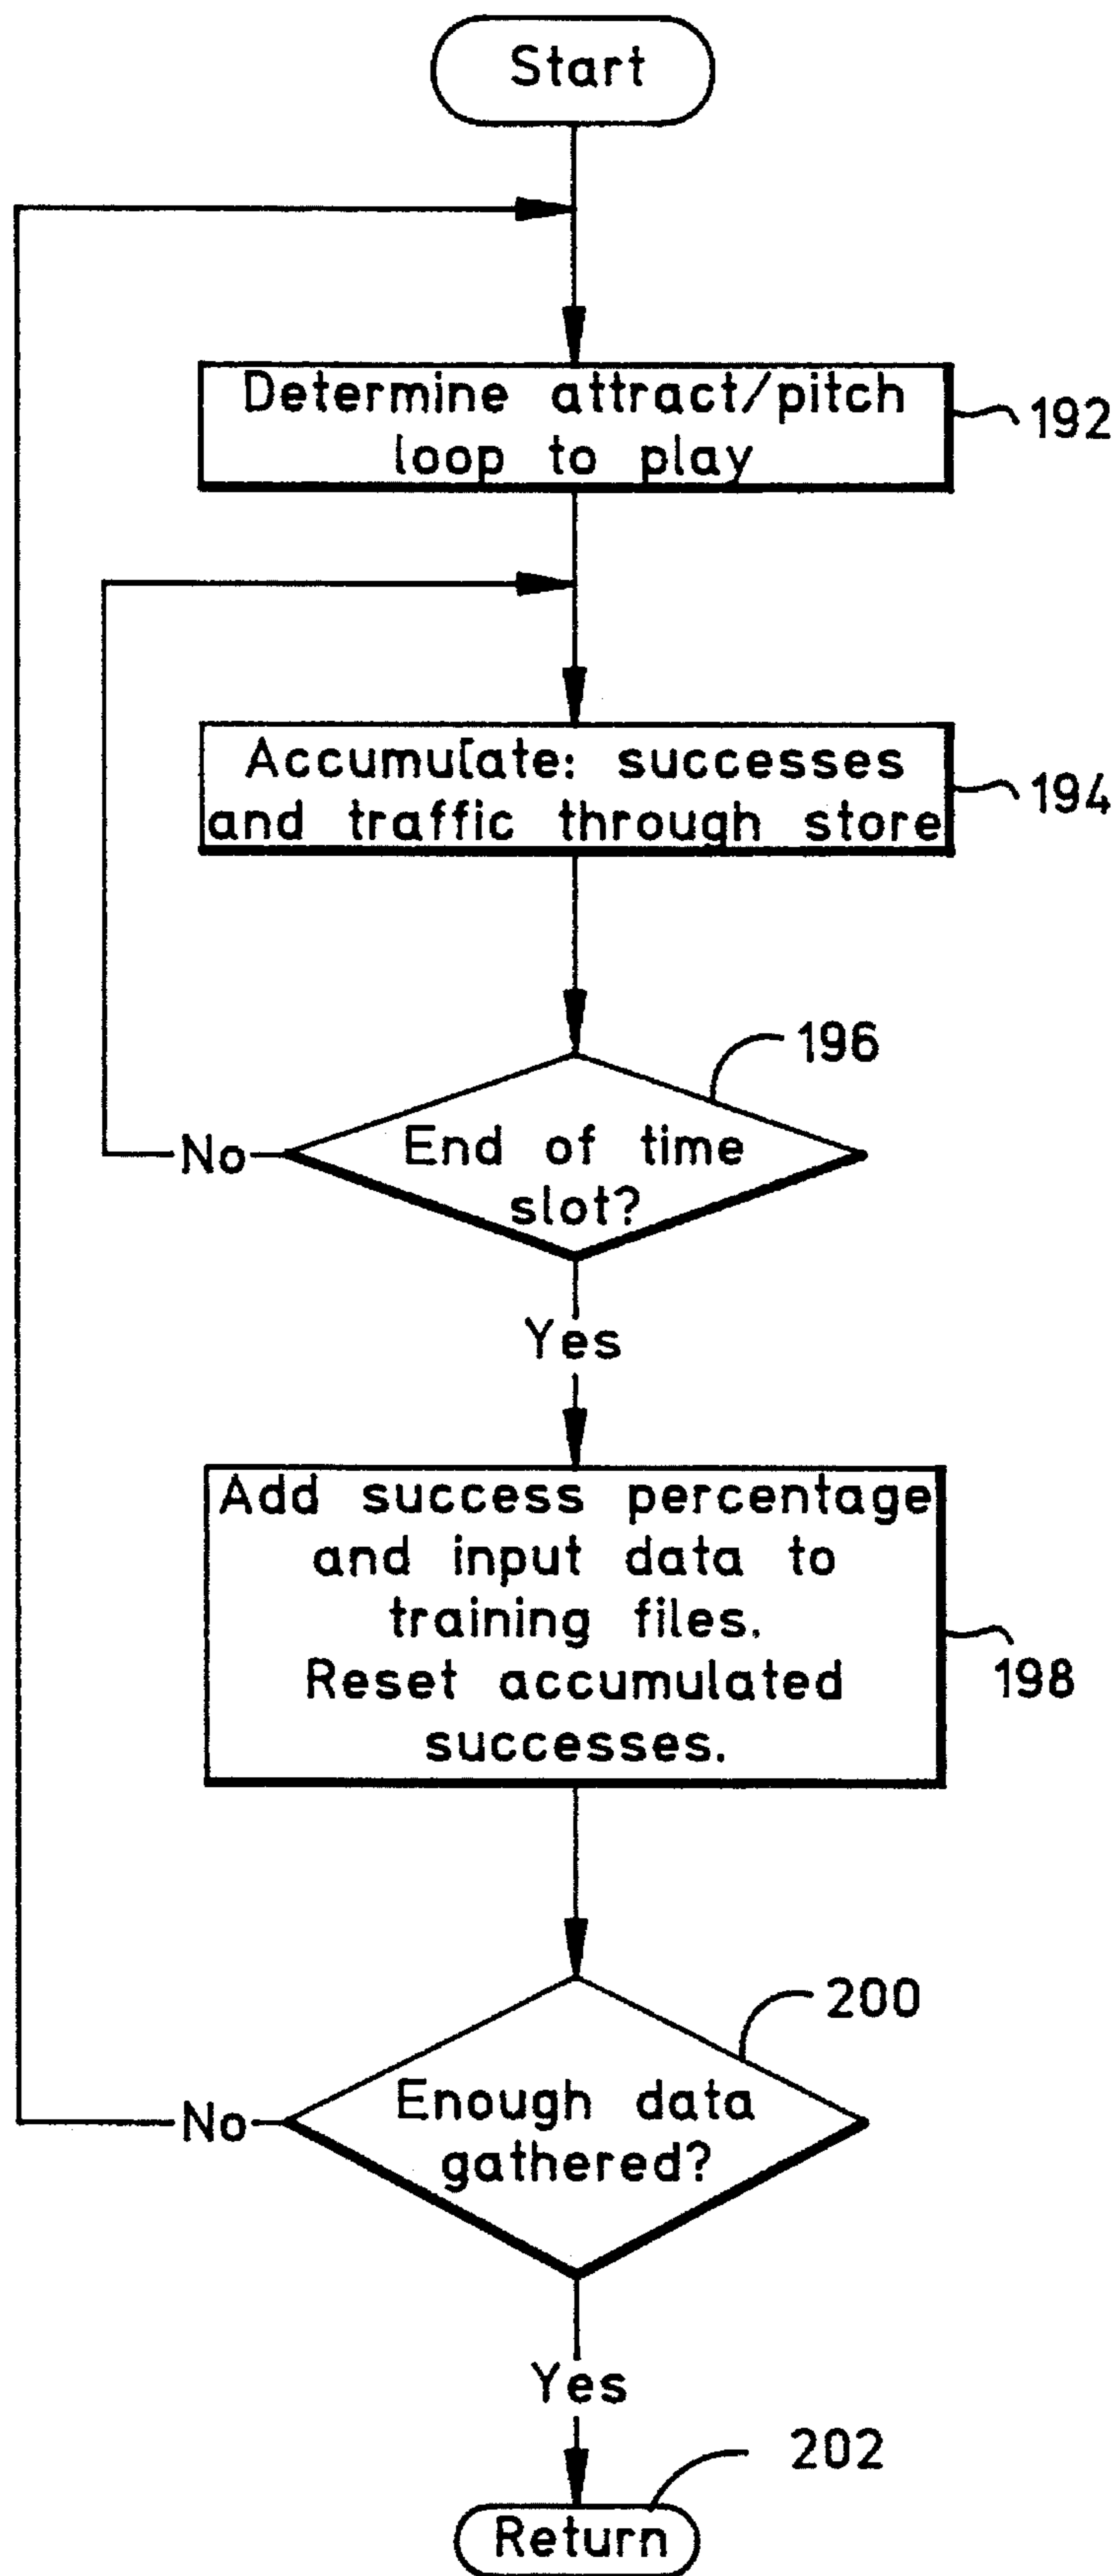 Start
Determine attract/pitch
loop to play
192
Accumulate: successes
and traffic through store
194
196
End of time
slot?
No
Yes
Add success percentage
and input data to
training files.
Reset accumulated
successes.
198
200
Enough data
gathered?
No
Yes
202
Return